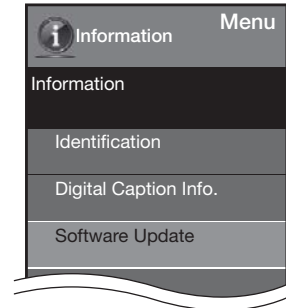 Menu
Information
Information
Identification
Digital Caption Info.
Software Update